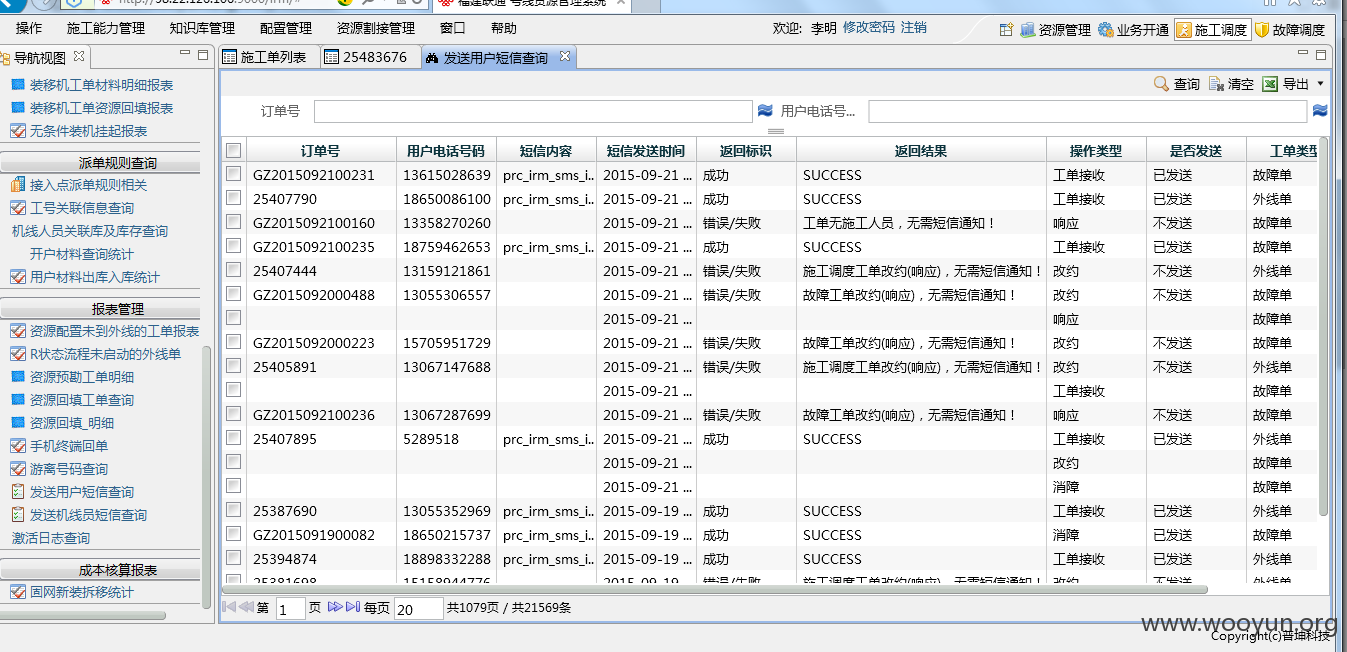 福建联通 号线资源管理系统
操作 施工能力管理 知识库管理 配置管理 资源割接管理 窗口 帮助 欢迎: 李明 修改密码 注销 资源管理 业务开通 施工调度 故障调度
导航视图 施工单列表 25483676 发送用户短信查询
查询 清空 导出
订单号 用户电话号...
装移机工单材料明细报表
装移机工单资源回填报表
无条件装机挂起报表
派单规则查询
接入点派单规则相关
工号关联信息查询
机线人员关联库及库存查询
开户材料查询统计
用户材料出库入库统计
报表管理
资源配置未到外线的工单报表
R状态流程未启动的外线单
资源预勘工单明细
资源回填工单查询
资源回填_明细
手机终端回单
游离号码查询
发送用户短信查询
发送机线员短信查询
激活日志查询
成本核算报表
固网新装拆移统计
订单号 用户电话号码 短信内容 短信发送时间 返回标识 返回结果 操作类型 是否发送 工单类型
GZ2015092100231 13615028639 prc_irm_sms_i.. 2015-09-21 ... 成功 SUCCESS 工单接收 已发送 故障单
25407790 18650086100 prc_irm_sms_i.. 2015-09-21 ... 成功 SUCCESS 工单接收 已发送 外线单
GZ2015092100160 13358270260 2015-09-21 ... 错误/失败 工单无施工人员，无需短信通知！ 响应 不发送 故障单
GZ2015092100235 18759462653 prc_irm_sms_i.. 2015-09-21 ... 成功 SUCCESS 工单接收 已发送 故障单
25407444 13159121861 2015-09-21 ... 错误/失败 施工调度工单改约(响应)，无需短信通知！ 改约 不发送 外线单
GZ2015092000488 13055306557 2015-09-21 ... 错误/失败 故障工单改约(响应)，无需短信通知！ 改约 不发送 故障单
2015-09-21 ... 响应 故障单
GZ2015092000223 15705951729 2015-09-21 ... 错误/失败 故障工单改约(响应)，无需短信通知！ 改约 不发送 故障单
25405891 13067147688 2015-09-21 ... 错误/失败 施工调度工单改约(响应)，无需短信通知！ 改约 不发送 外线单
2015-09-21 ... 工单接收 故障单
GZ2015092100236 13067287699 2015-09-21 ... 错误/失败 故障工单改约(响应)，无需短信通知！ 响应 不发送 故障单
25407895 5289518 prc_irm_sms_i.. 2015-09-21 ... 成功 SUCCESS 工单接收 已发送 外线单
2015-09-21 ... 改约 故障单
2015-09-21 ... 消障 故障单
25387690 13055352969 prc_irm_sms_i.. 2015-09-19 ... 成功 SUCCESS 工单接收 已发送 外线单
GZ2015091900082 18650215737 prc_irm_sms_i.. 2015-09-19 ... 成功 SUCCESS 消障 已发送 故障单
25394874 18898332288 prc_irm_sms_i.. 2015-09-19 ... 成功 SUCCESS 工单接收 已发送 外线单
25381698 15158944776 2015-09-19 ... 错误/失败 施工调度工单改约(响应)，无需短信通知！ 改约 不发送 外线单
第 1 页 每页 20 共1079页 / 共21569条
www.wooyun.org
Copyright(c)普坤科技